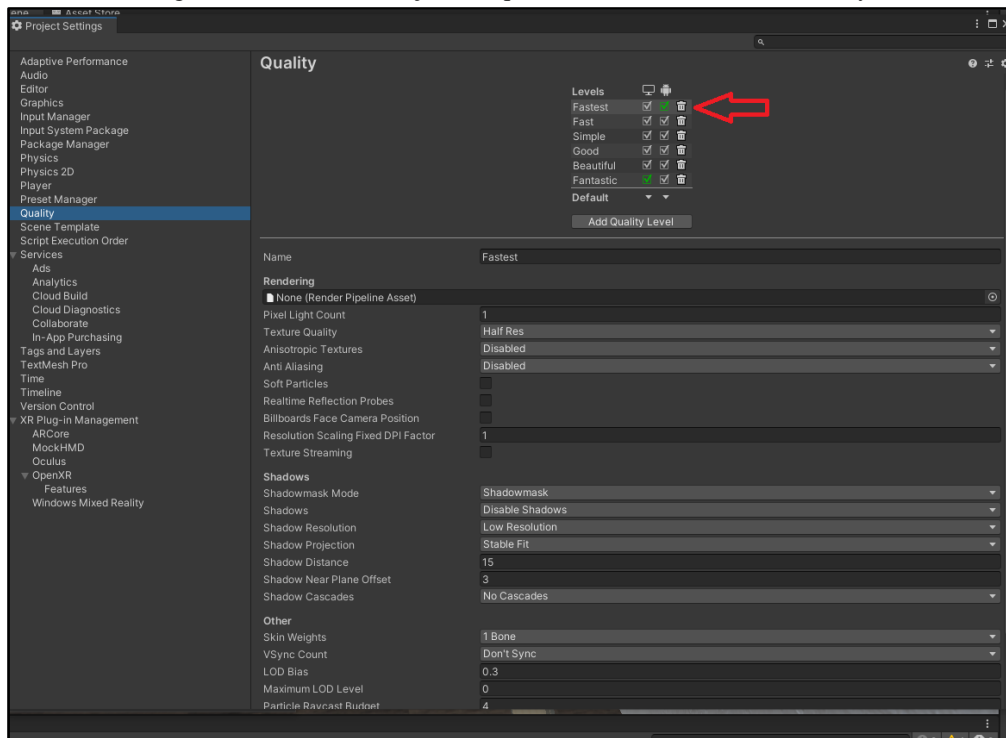 Asset Store
Project Settings
Adaptive Performance
Audio
Editor
Graphics
Input Manager
Input System Package
Package Manager
Physics
Physics 2D
Player
Preset Manager
Quality
Scene Template
Script Execution Order
Services
Ads
Analytics
Cloud Build
Cloud Diagnostics
Collaborate
In-App Purchasing
Tags and Layers
TextMesh Pro
Time
Timeline
Version Control
XR Plug-in Management
ARCore
MockHMD
Oculus
OpenXR
Features
Windows Mixed Reality
Quality
Levels
Fastest
Fast
Simple
Good
Beautiful
Fantastic
Default
Add Quality Level
Name Fastest
Rendering
None (Render Pipeline Asset)
Pixel Light Count 1
Texture Quality Half Res
Anisotropic Textures Disabled
Anti Aliasing Disabled
Soft Particles
Realtime Reflection Probes
Billboards Face Camera Position
Resolution Scaling Fixed DPI Factor 1
Texture Streaming
Shadows
Shadowmask Mode Shadowmask
Shadows Disable Shadows
Shadow Resolution Low Resolution
Shadow Projection Stable Fit
Shadow Distance 15
Shadow Near Plane Offset 3
Shadow Cascades No Cascades
Other
Skin Weights 1 Bone
VSync Count Don't Sync
LOD Bias 0.3
Maximum LOD Level 0
Particle Raycast Budget 4